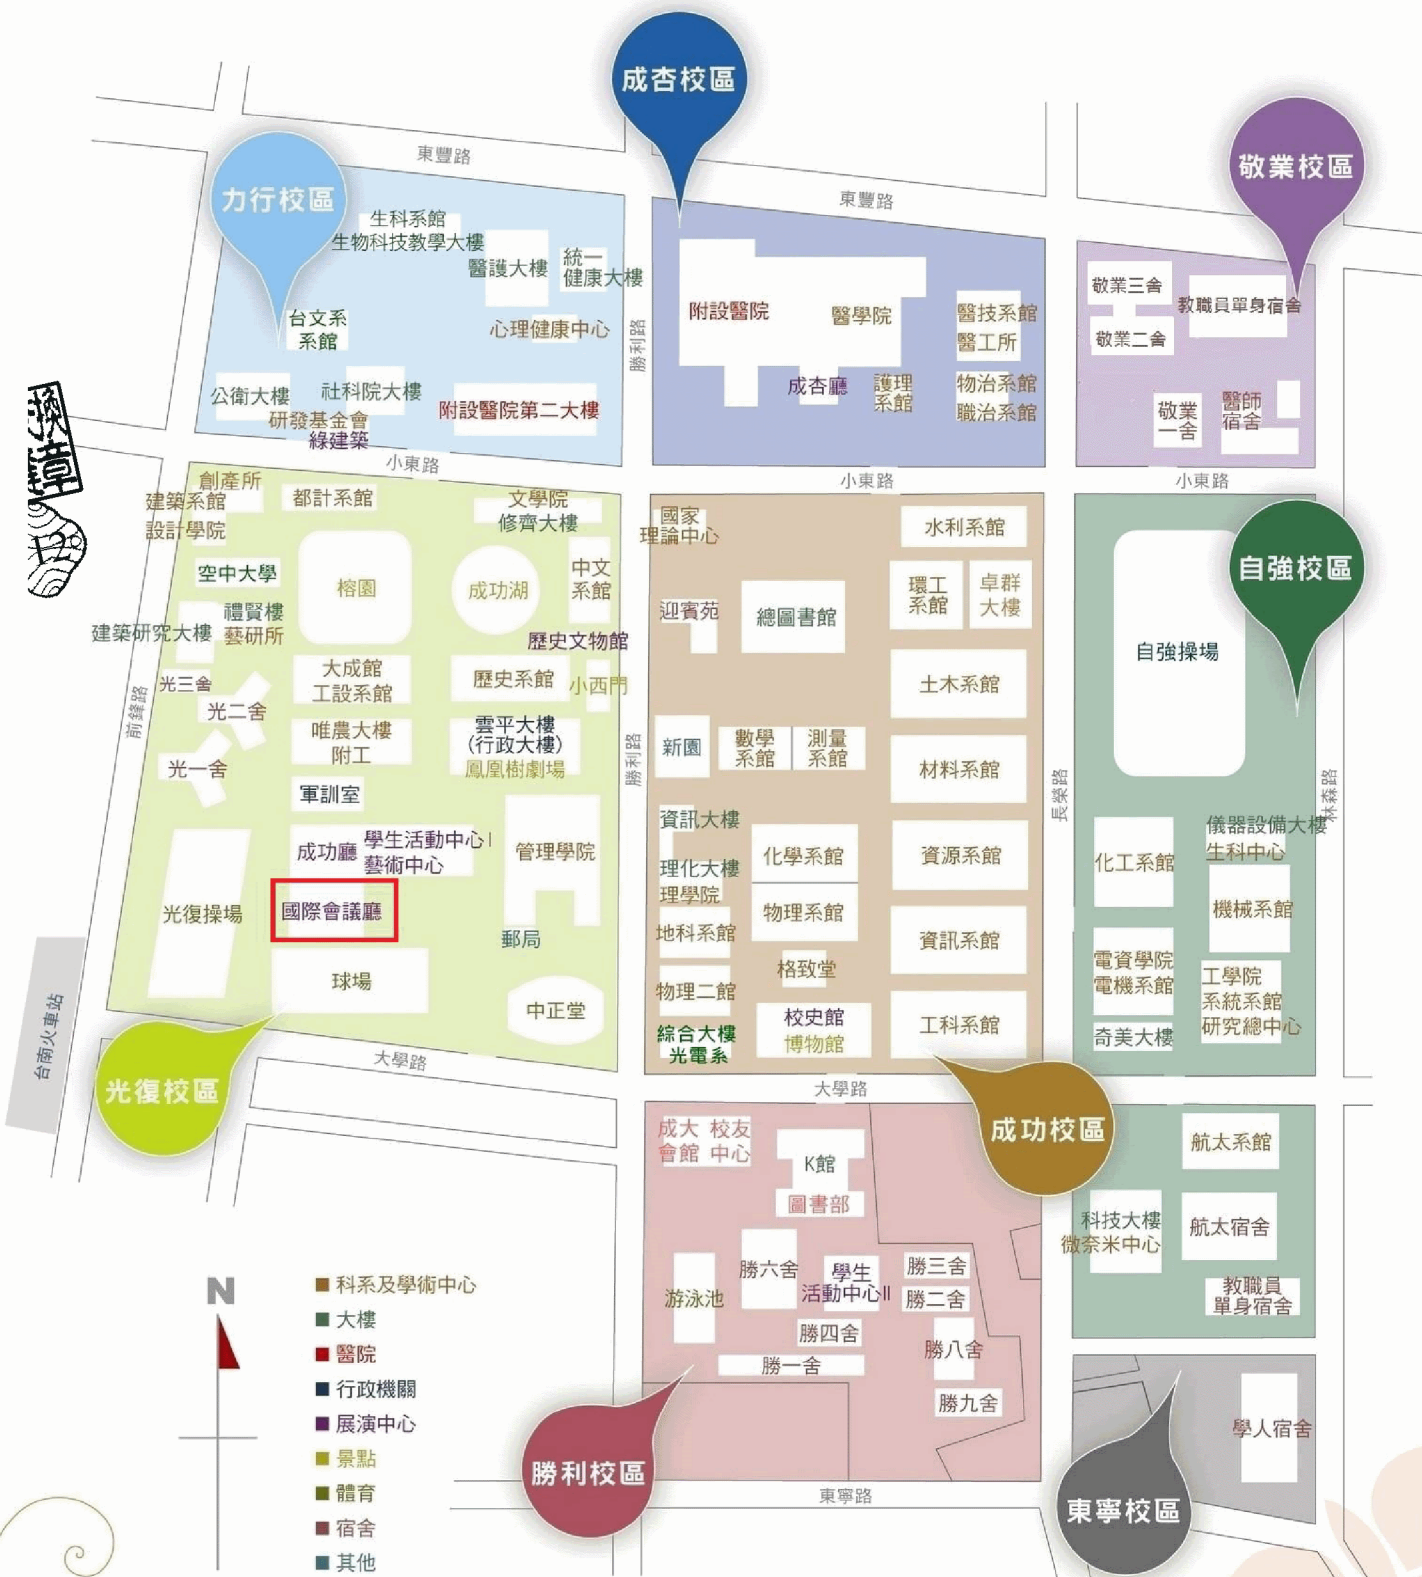 成杏校區
敬業校區
力行校區
東豐路
東豐路
生科系館
生物科技教學大樓
醫護大樓
統一
健康大樓
台文系
系館
心理健康中心
公衛大樓
社科院大樓
研發基金會
綠建築
附設醫院第二大樓
勝利路
附設醫院
醫學院
醫技系館
醫工所
成杏廳
護理
系館
物治系館
職治系館
敬業三舍
教職員單身宿舍
敬業二舍
敬業
一舍
醫師
宿舍
小東路
小東路
小東路
創產所
建築系館
設計學院
都計系館
文學院
修齊大樓
空中大學
榕園
成功湖
中文
系館
禮賢樓
建築研究大樓
藝研所
歷史文物館
大成館
工設系館
歷史系館
小西門
光三舍
光二舍
前鋒路
唯農大樓
附工
雲平大樓
(行政大樓)
鳳凰樹劇場
光一舍
軍訓室
成功廳
學生活動中心I
藝術中心
管理學院
光復操場
國際會議廳
郵局
球場
中正堂
台南火車站
光復校區
大學路
國家
理論中心
水利系館
迎賓苑
總圖書館
環工
系館
卓群
大樓
土木系館
勝利路
新園
數學
系館
測量
系館
材料系館
資訊大樓
理化大樓
理學院
化學系館
資源系館
地科系館
物理系館
資訊系館
物理二館
格致堂
綜合大樓
光電系
校史館
博物館
工科系館
大學路
成功校區
長榮路
自強校區
自強操場
林森路
儀器設備大樓
生科中心
化工系館
機械系館
電資學院
電機系館
工學院
系統系館
研究總中心
奇美大樓
航太系館
科技大樓
微奈米中心
航太宿舍
教職員
單身宿舍
成大
會館
校友
中心
K館
圖書部
勝六舍
學生
活動中心II
勝三舍
勝二舍
游泳池
勝四舍
勝一舍
勝八舍
勝九舍
勝利校區
東寧路
東寧校區
學人宿舍
N
科系及學術中心
大樓
醫院
行政機關
展演中心
景點
體育
宿舍
其他